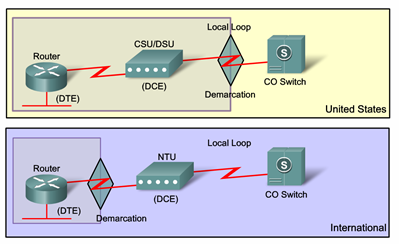 Local Loop
CSU/DSU
Router
S
(DTE)
(DCE)
CO Switch
Demarcation
United States
Local Loop
NTU
Router
S
(DTE)
(DCE)
CO Switch
Demarcation
International